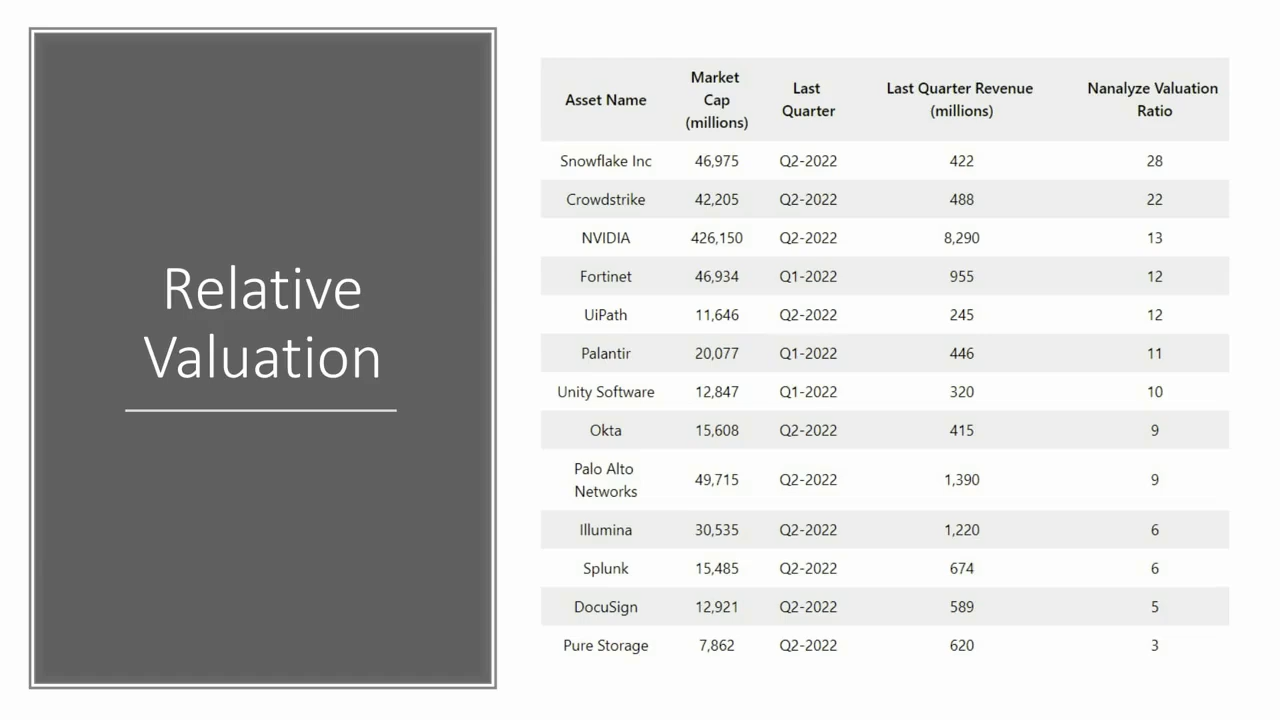 Relative
Valuation
Asset Name Market Cap (millions) Last Quarter Last Quarter Revenue (millions) Nanalyze Valuation Ratio
Snowflake Inc 46,975 Q2-2022 422 28
Crowdstrike 42,205 Q2-2022 488 22
NVIDIA 426,150 Q2-2022 8,290 13
Fortinet 46,934 Q1-2022 955 12
UiPath 11,646 Q2-2022 245 12
Palantir 20,077 Q1-2022 446 11
Unity Software 12,847 Q1-2022 320 10
Okta 15,608 Q2-2022 415 9
Palo Alto Networks 49,715 Q2-2022 1,390 9
Illumina 30,535 Q2-2022 1,220 6
Splunk 15,485 Q2-2022 674 6
DocuSign 12,921 Q2-2022 589 5
Pure Storage 7,862 Q2-2022 620 3